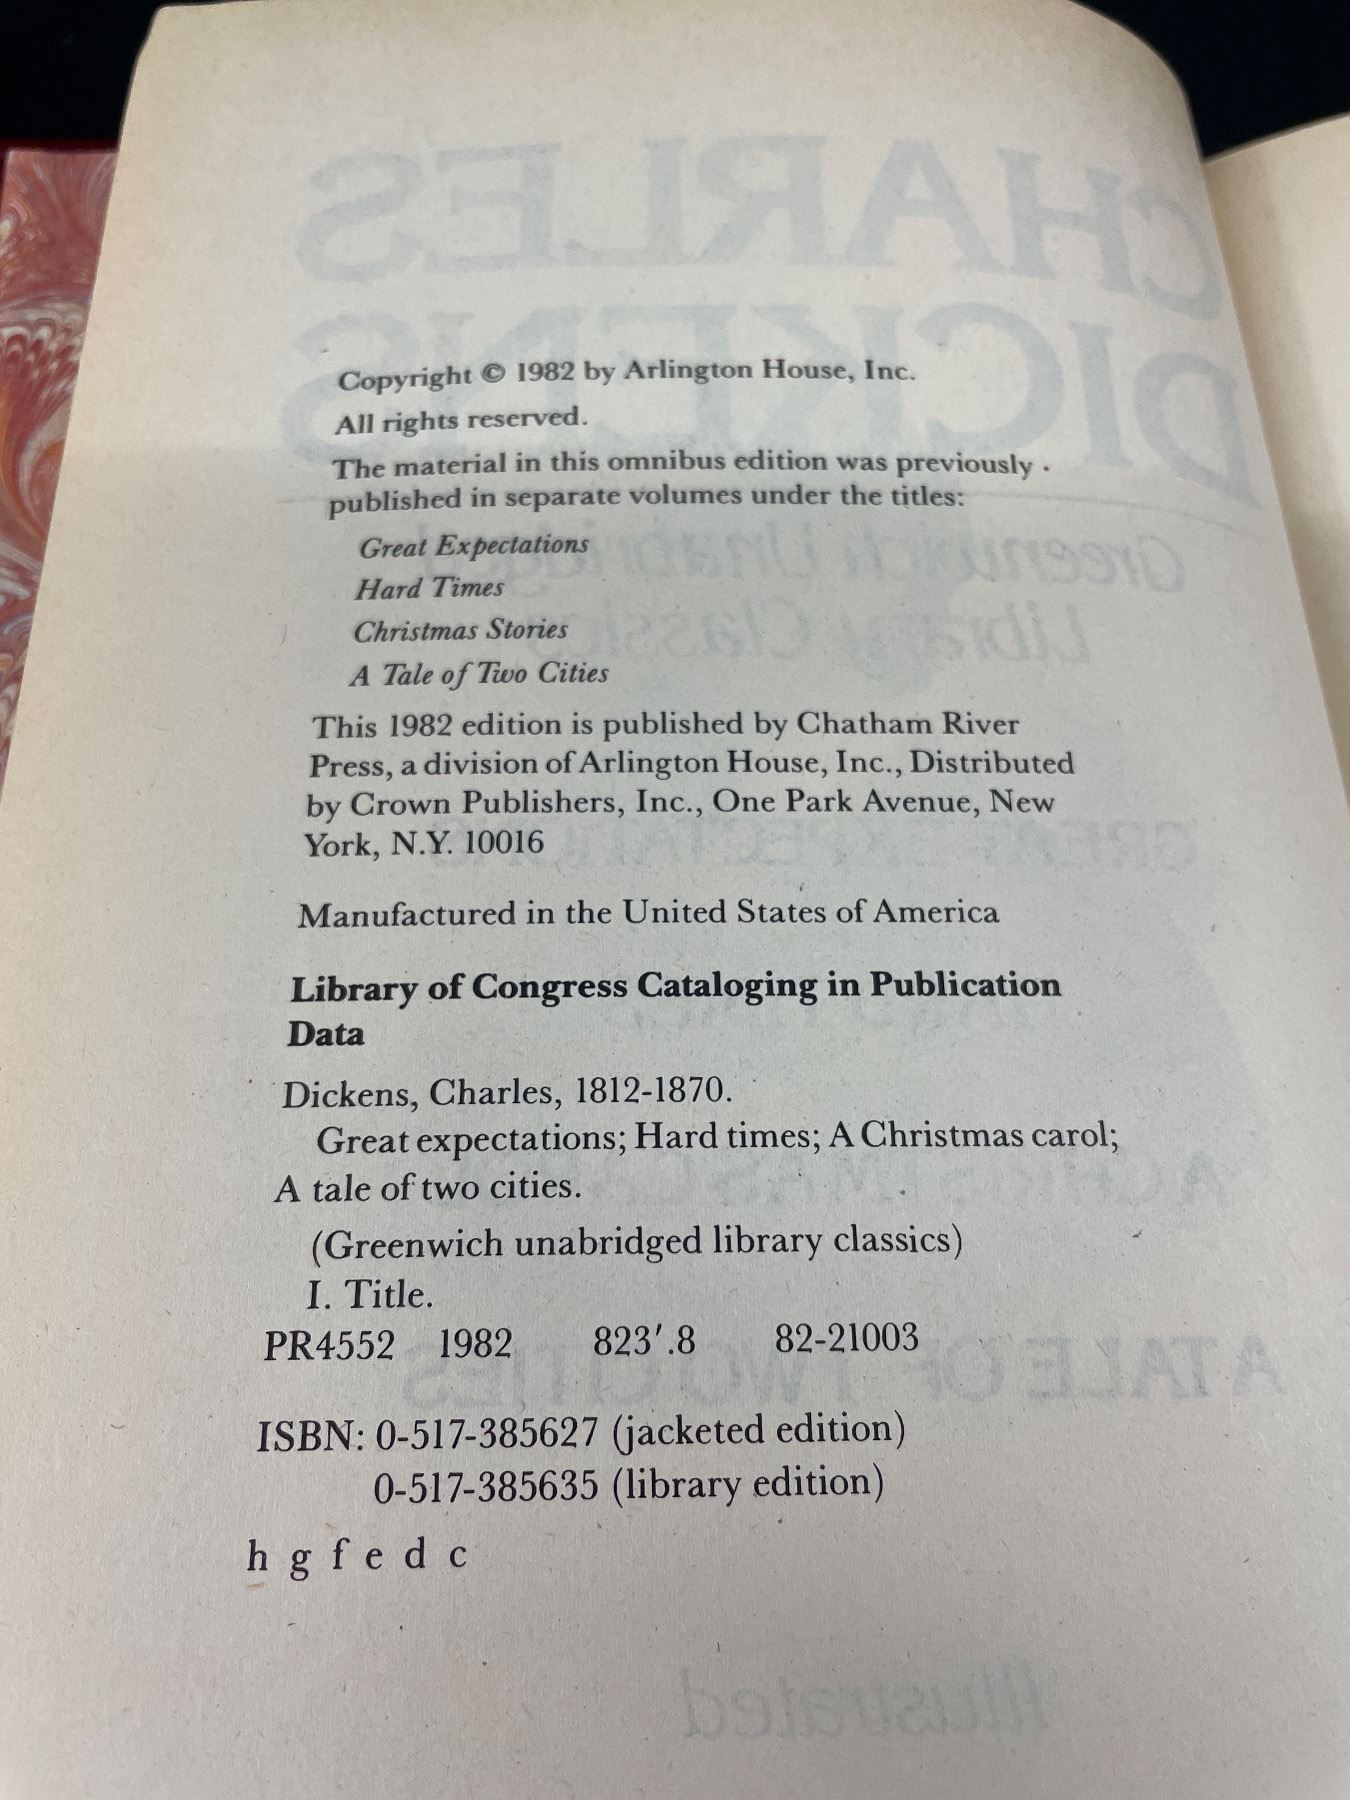 Copyright © 1982 by Arlington House, Inc.
All rights reserved.
The material in this omnibus edition was previously
published in separate volumes under the titles:
Great Expectations
Hard Times
Christmas Stories
A Tale of Two Cities
This 1982 edition is published by Chatham River
Press, a division of Arlington House, Inc., Distributed
by Crown Publishers, Inc., One Park Avenue, New
York, N.Y. 10016
Manufactured in the United States of America
Library of Congress Cataloging in Publication
Data
Dickens, Charles, 1812-1870.
Great expectations; Hard times; A Christmas carol;
A tale of two cities.
(Greenwich unabridged library classics)
I. Title.
PR4552 1982 823′.8 82-21003
ISBN: 0-517-385627 (jacketed edition)
0-517-385635 (library edition)
h g f e d c